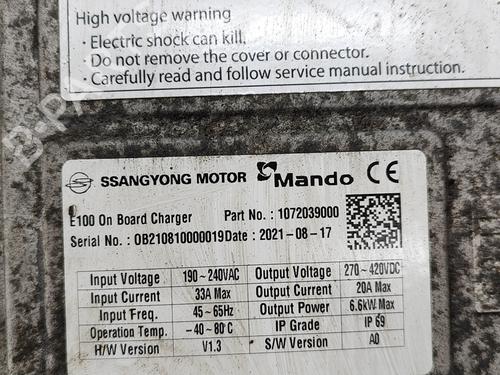 High voltage warning
· Electric shock can kill.
· Do not remove the cover or connector.
· Carefully read and follow service manual instruction.
SSANGYONG MOTOR Mando CE
E100 On Board Charger Part No. : 1072039000
Serial No. : OB210810000019 Date : 2021-08-17
Input Voltage 190~240VAC Output Voltage 270~420VDC
Input Current 33A Max Output Current 20A Max
Input Freq. 45~65Hz Output Power 6.6kW Max
Operation Temp. -40~80℃ IP Grade IP 69
H/W Version V1.3 S/W Version A0